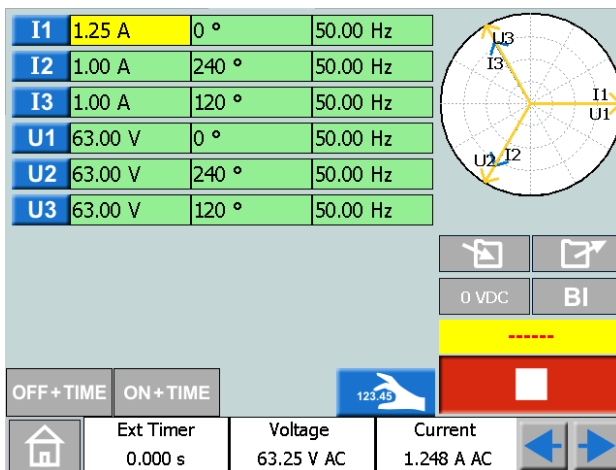 I1 1.25 A 0 ° 50.00 Hz
I2 1.00 A 240 ° 50.00 Hz
I3 1.00 A 120 ° 50.00 Hz
U1 63.00 V 0 ° 50.00 Hz
U2 63.00 V 240 ° 50.00 Hz
U3 63.00 V 120 ° 50.00 Hz
U3
I3
I1
U1
U2 I2
0 VDC BI
------
OFF+TIME ON+TIME 123.45
Ext Timer Voltage Current
0.000 s 63.25 V AC 1.248 A AC